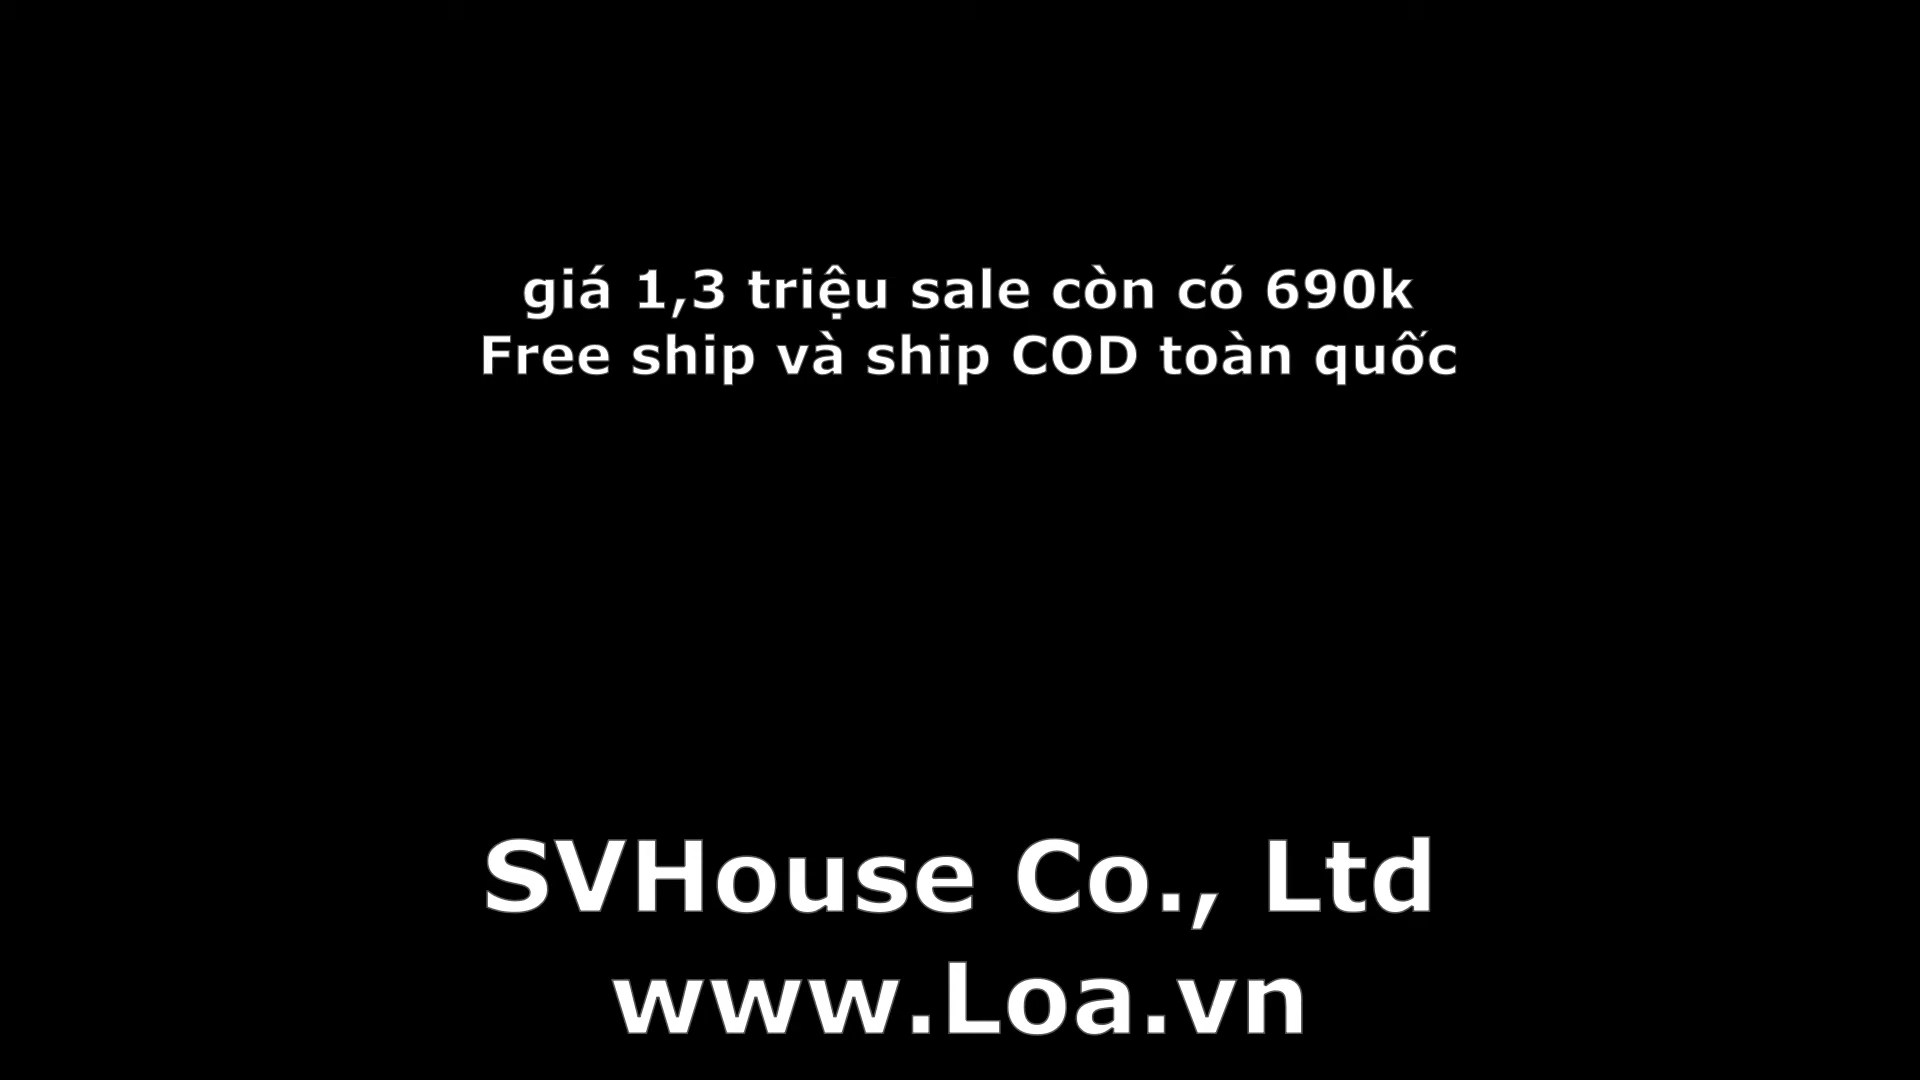 giá 1,3 triệu sale còn có 690k
Free ship và ship COD toàn quốc
SVHouse Co., Ltd
www.Loa.vn